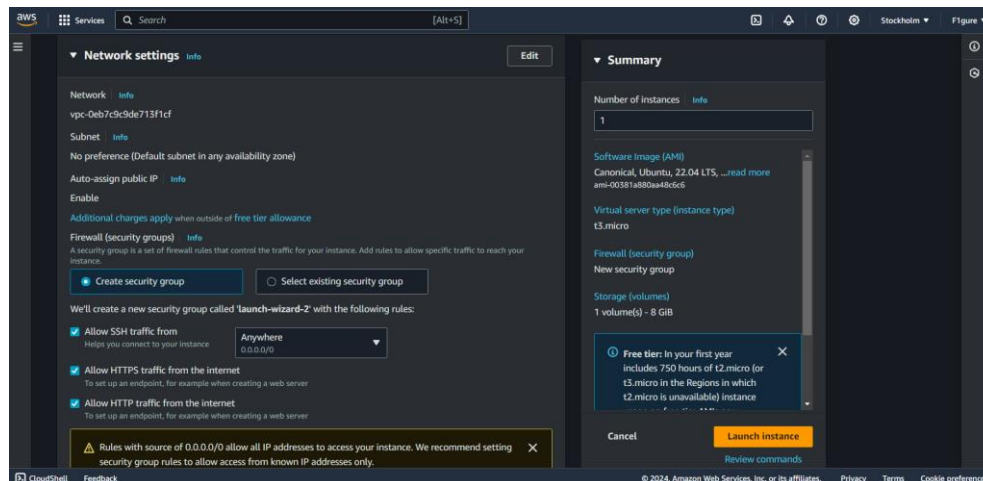 aws
Services
Search
[Alt+S]
Stockholm
F1gure
Network settings Info
Edit
Network Info
vpc-0eb7c9c9de713f1cf
Subnet Info
No preference (Default subnet in any availability zone)
Auto-assign public IP Info
Enable
Additional charges apply when outside of free tier allowance
Firewall (security groups) Info
A security group is a set of firewall rules that control the traffic for your instance. Add rules to allow specific traffic to reach your
instance.
Create security group
Select existing security group
We'll create a new security group called 'launch-wizard-2' with the following rules:
Allow SSH traffic from
Helps you connect to your instance
Anywhere
0.0.0.0/0
Allow HTTPS traffic from the internet
To set up an endpoint, for example when creating a web server
Allow HTTP traffic from the internet
To set up an endpoint, for example when creating a web server
Rules with source of 0.0.0.0/0 allow all IP addresses to access your instance. We recommend setting
security group rules to allow access from known IP addresses only.
Summary
Number of instances Info
1
Software Image (AMI)
Canonical, Ubuntu, 22.04 LTS, ...read more
ami-00381a880aa48c6c6
Virtual server type (instance type)
t3.micro
Firewall (security group)
New security group
Storage (volumes)
1 volume(s) - 8 GiB
Free tier: In your first year
includes 750 hours of t2.micro (or
t3.micro in the Regions in which
t2.micro is unavailable) instance
Cancel
Launch instance
Review commands
CloudShell
Feedback
© 2024, Amazon Web Services, Inc. or its affiliates.
Privacy
Terms
Cookie preferences